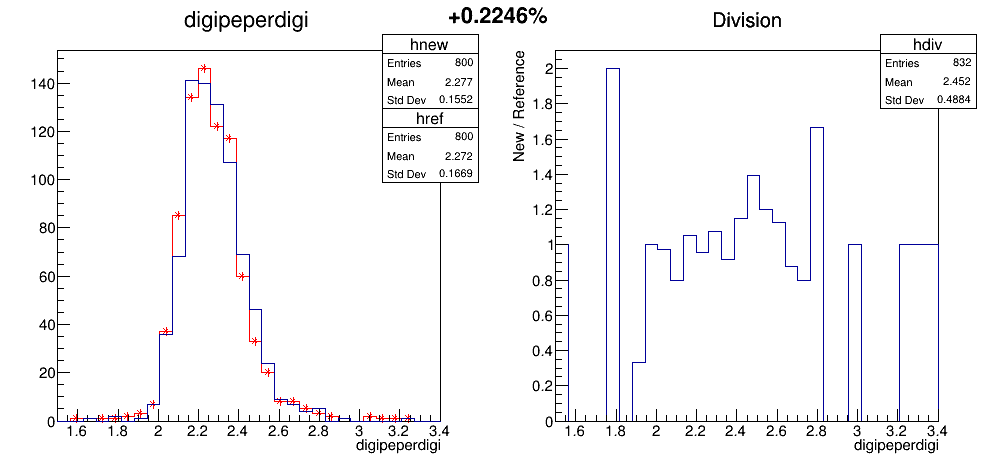 digipeperdigi
+0.2246%
Division
hnew
Entries 800
Mean 2.277
Std Dev 0.1552
href
Entries 800
Mean 2.272
Std Dev 0.1669
140
120
100
80
60
40
20
0
1.6 1.8 2 2.2 2.4 2.6 2.8 3 3.2 3.4
digipeperdigi
hdiv
Entries 832
Mean 2.452
Std Dev 0.4884
New / Reference
2
1.8
1.6
1.4
1.2
1
0.8
0.6
0.4
0.2
0
1.6 1.8 2 2.2 2.4 2.6 2.8 3 3.2 3.4
digipeperdigi